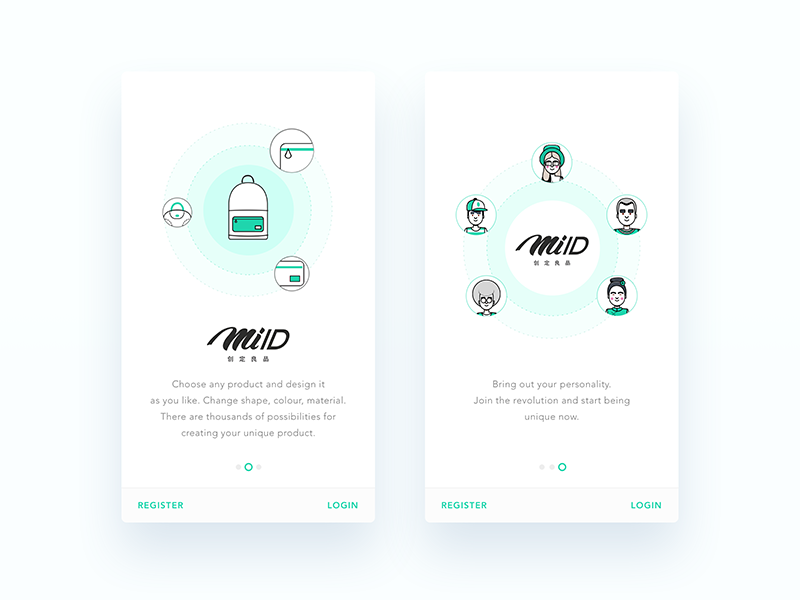 miID
创定良品
Choose any product and design it
as you like. Change shape, colour, material.
There are thousands of possibilities for
creating your unique product.
REGISTER LOGIN
miID
创定良品
Bring out your personality.
Join the revolution and start being
unique now.
REGISTER LOGIN